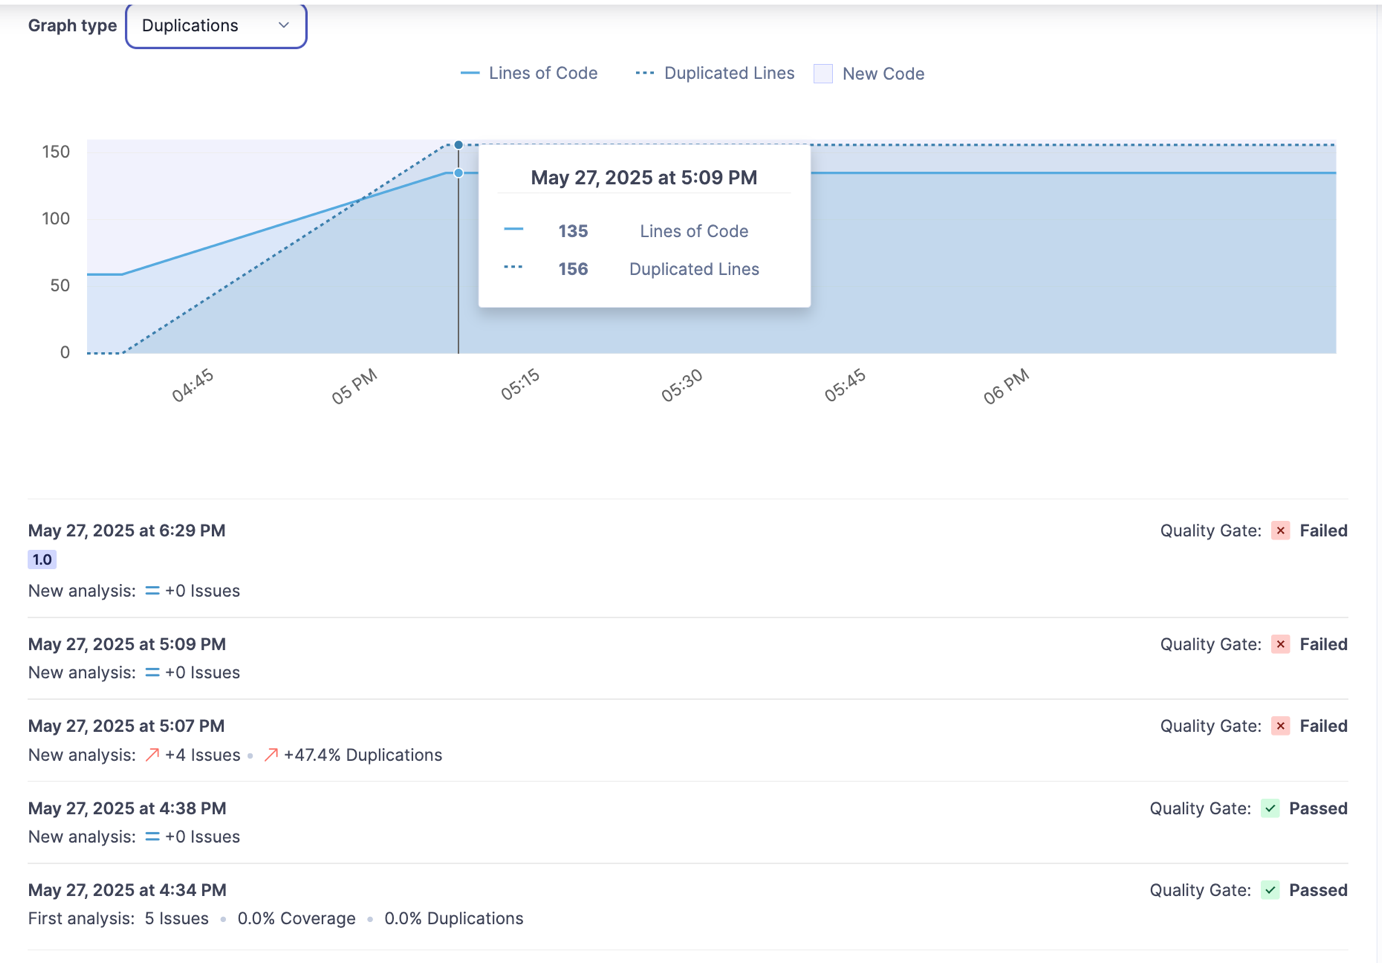 Graph type Duplications
Lines of Code Duplicated Lines New Code
150
100
50
0
May 27, 2025 at 5:09 PM
135 Lines of Code
156 Duplicated Lines
04:45 05 PM 05:15 05:30 05:45 06 PM
May 27, 2025 at 6:29 PM Quality Gate: Failed
1.0
New analysis: +0 Issues
May 27, 2025 at 5:09 PM Quality Gate: Failed
New analysis: +0 Issues
May 27, 2025 at 5:07 PM Quality Gate: Failed
New analysis: +4 Issues • +47.4% Duplications
May 27, 2025 at 4:38 PM Quality Gate: Passed
New analysis: +0 Issues
May 27, 2025 at 4:34 PM Quality Gate: Passed
First analysis: 5 Issues • 0.0% Coverage • 0.0% Duplications